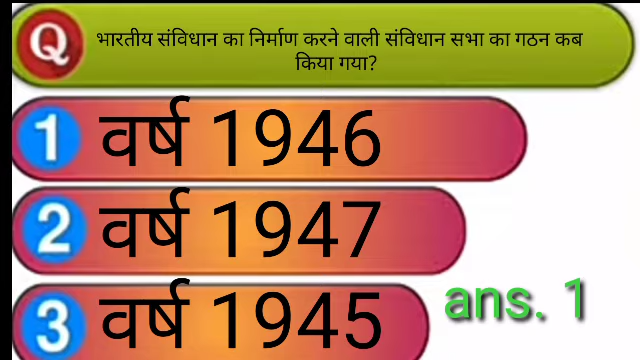 Q भारतीय संविधान का निर्माण करने वाली संविधान सभा का गठन कब
किया गया?
1 वर्ष 1946
2 वर्ष 1947
3 वर्ष 1945
ans. 1